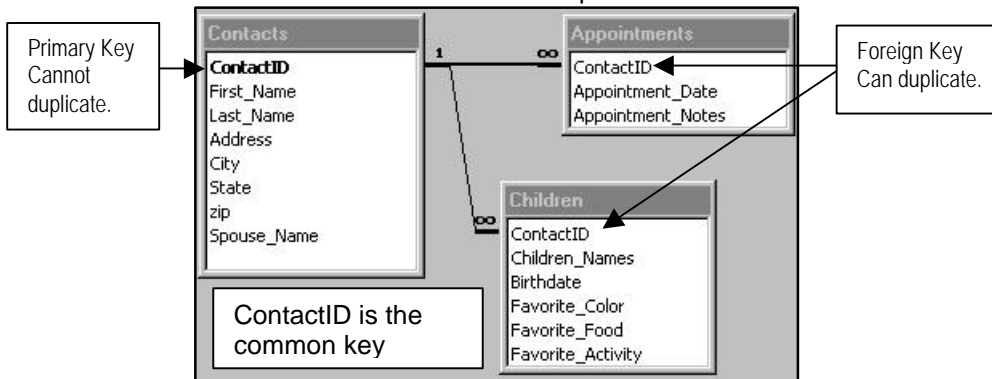 Primary Key
Cannot
duplicate.
Contacts
ContactID
First_Name
Last_Name
Address
City
State
zip
Spouse_Name
1
∞
∞
Appointments
ContactID
Appointment_Date
Appointment_Notes
Foreign Key
Can duplicate.
Children
ContactID
Children_Names
Birthdate
Favorite_Color
Favorite_Food
Favorite_Activity
ContactID is the
common key